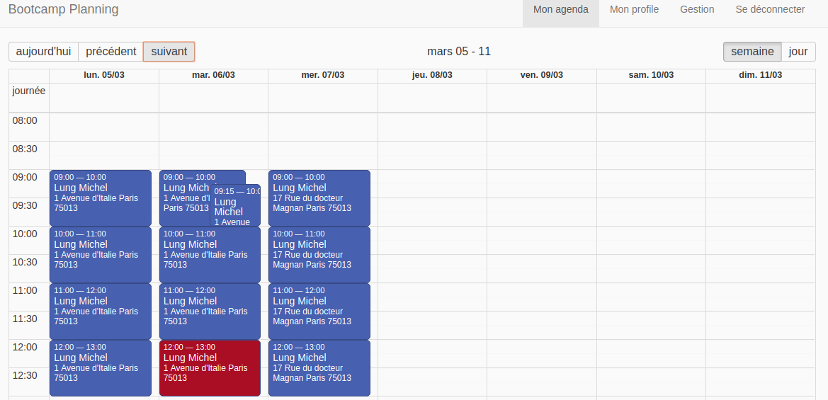 Bootcamp Planning
Mon agenda
Mon profile
Gestion
Se déconnecter
aujourd'hui
précédent
suivant
mars 05 - 11
semaine
jour
lun. 05/03
mar. 06/03
mer. 07/03
jeu. 08/03
ven. 09/03
sam. 10/03
dim. 11/03
journée
08:00
08:30
09:00
09:30
10:00
10:30
11:00
11:30
12:00
12:30
09:00 — 10:00
Lung Michel
1 Avenue d'Italie Paris
75013
10:00 — 11:00
Lung Michel
1 Avenue d'Italie Paris
75013
11:00 — 12:00
Lung Michel
1 Avenue d'Italie Paris
75013
12:00 — 13:00
Lung Michel
1 Avenue d'Italie Paris
75013
09:00 — 10:00
Lung Mich
1 Avenue
Paris 75013
09:15 — 10:0
Lung
Michel
1 Avenue
10:00 — 11:00
Lung Michel
1 Avenue d'Italie Paris
75013
11:00 — 12:00
Lung Michel
1 Avenue d'Italie Paris
75013
12:00 — 13:00
Lung Michel
1 Avenue d'Italie Paris
75013
09:00 — 10:00
Lung Michel
17 Rue du docteur
Magnan Paris 75013
10:00 — 11:00
Lung Michel
17 Rue du docteur
Magnan Paris 75013
11:00 — 12:00
Lung Michel
17 Rue du docteur
Magnan Paris 75013
12:00 — 13:00
Lung Michel
17 Rue du docteur
Magnan Paris 75013